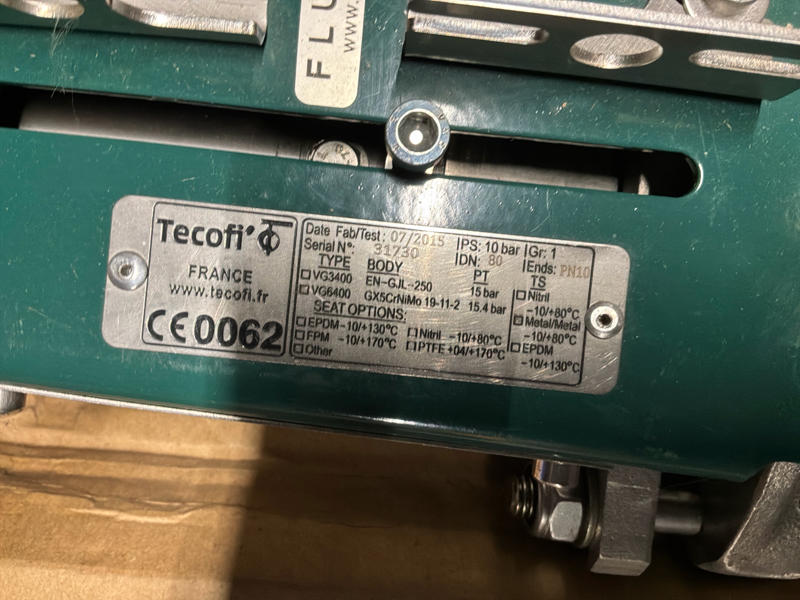 FLU
www.
Tecofi
FRANCE
www.tecofi.fr
CE0062
Date Fab/Test: 07/2015 PS: 10 bar Gr: 1
Serial N°: 31730 DN: 80 Ends: PN10
TYPE BODY PT TS
VG3400 EN-GJL-250 15 bar
VG6400 GX5CrNiMo 19-11-2 15.4 bar
SEAT OPTIONS:
EPDM -10/+130°C Nitril -10/+80°C
FPM -10/+170°C PTFE +04/+170°C
Other
Nitril
-10/+80°C
Metal/Metal
-10/+80°C
EPDM
-10/+130°C